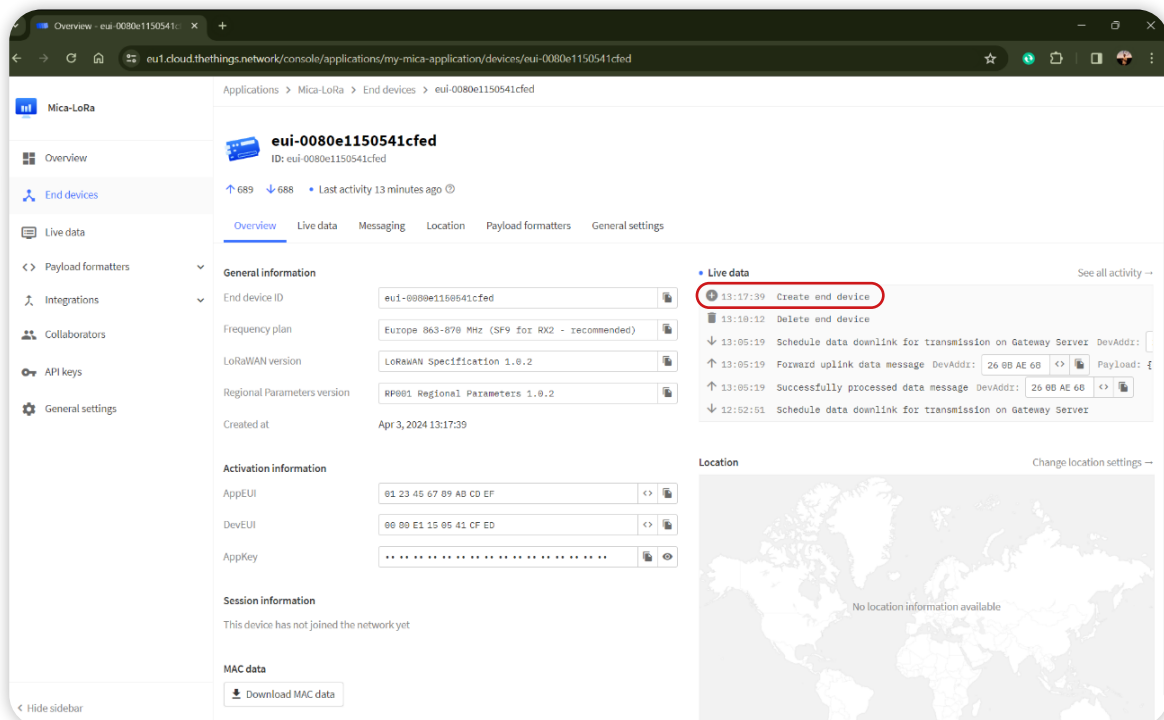 Overview - eui-0080e1150541c
eu1.cloud.thethings.network/console/applications/my-mica-application/devices/eui-0080e1150541cfed
Mica-LoRa
Overview
End devices
Live data
Payload formatters
Integrations
Collaborators
API keys
General settings
Hide sidebar
Applications > Mica-LoRa > End devices > eui-0080e1150541cfed
eui-0080e1150541cfed
ID: eui-0080e1150541cfed
689 688 • Last activity 13 minutes ago
Overview Live data Messaging Location Payload formatters General settings
General information
End device ID eui-0080e1150541cfed
Frequency plan Europe 863-870 MHz (SF9 for RX2 - recommended)
LoRaWAN version LoRaWAN Specification 1.0.2
Regional Parameters version RP001 Regional Parameters 1.0.2
Created at Apr 3, 2024 13:17:39
Activation information
AppEUI 01 23 45 67 89 AB CD EF
DevEUI 00 80 E1 15 05 41 CF ED
AppKey
Session information
This device has not joined the network yet
MAC data
Download MAC data
Live data See all activity →
13:17:39 Create end device
13:10:12 Delete end device
13:05:19 Schedule data downlink for transmission on Gateway Server DevAddr:
13:05:19 Forward uplink data message DevAddr: 26 0B AE 68 <> Payload: {
13:05:19 Successfully processed data message DevAddr: 26 0B AE 68 <>
12:52:51 Schedule data downlink for transmission on Gateway Server
Location Change location settings →
No location information available